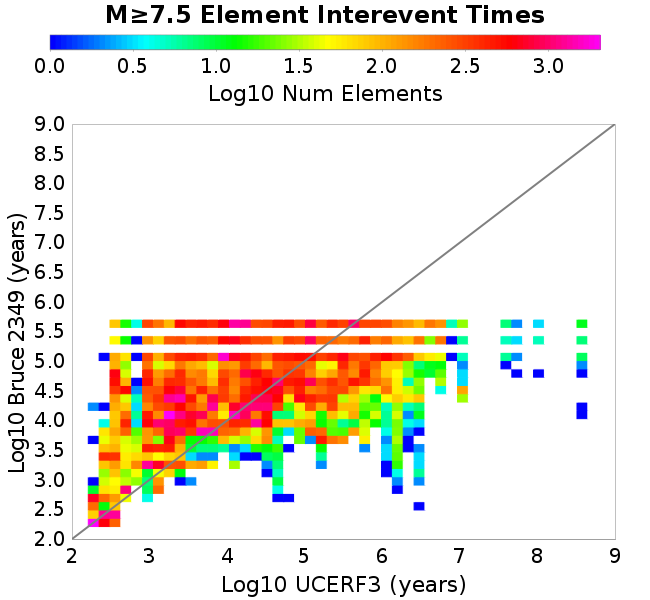 M≥7.5 Element Interevent Times
0.0 0.5 1.0 1.5 2.0 2.5 3.0
Log10 Num Elements
9.0
8.5
8.0
7.5
7.0
6.5
6.0
5.5
5.0
4.5
4.0
3.5
3.0
2.5
2.0
Log10 Bruce 2349 (years)
2 3 4 5 6 7 8 9
Log10 UCERF3 (years)